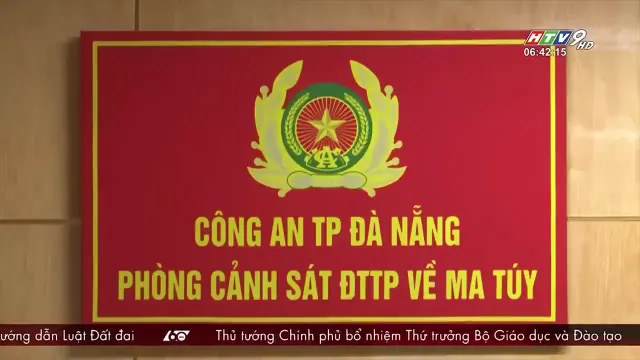 HTV9 HD
06:42:15
CÔNG AN TP ĐÀ NẴNG
PHÒNG CẢNH SÁT ĐTTP VỀ MA TÚY
ướng dẫn Luật Đất đai 60 Thủ tướng Chính phủ bổ nhiệm Thứ trưởng Bộ Giáo dục và Đào tạo